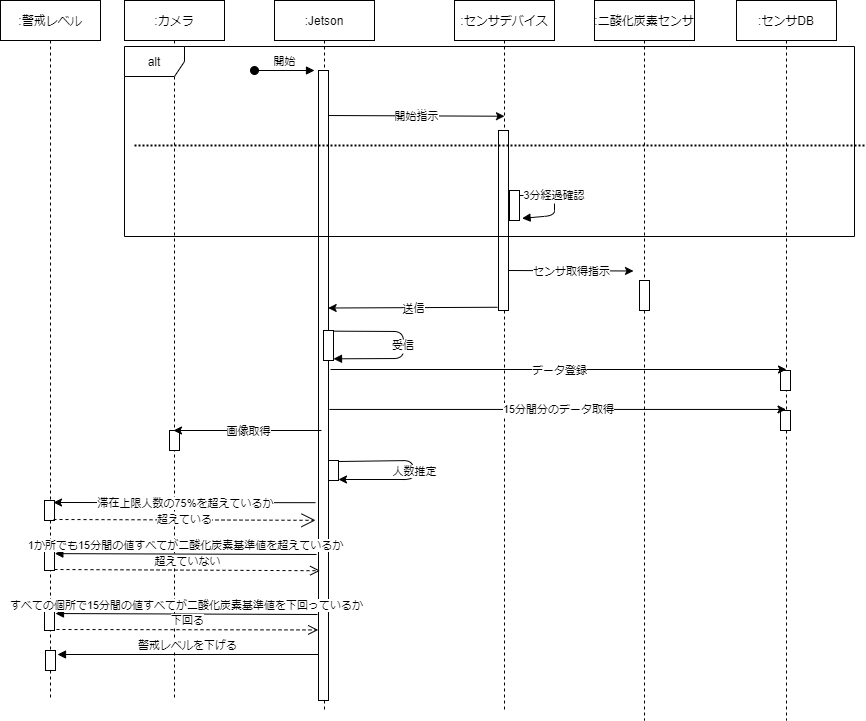 :警戒レベル
:カメラ
:Jetson
:センサデバイス
:二酸化炭素センサ
:センサDB
alt
開始
開始指示
3分経過確認
センサ取得指示
送信
受信
データ登録
15分間分のデータ取得
画像取得
人数推定
滞在上限人数の75%を超えているか
超えている
1か所でも15分間の値すべてが二酸化炭素基準値を超えているか
超えていない
すべての個所で15分間の値すべてが二酸化炭素基準値を下回っているか
下回る
警戒レベルを下げる